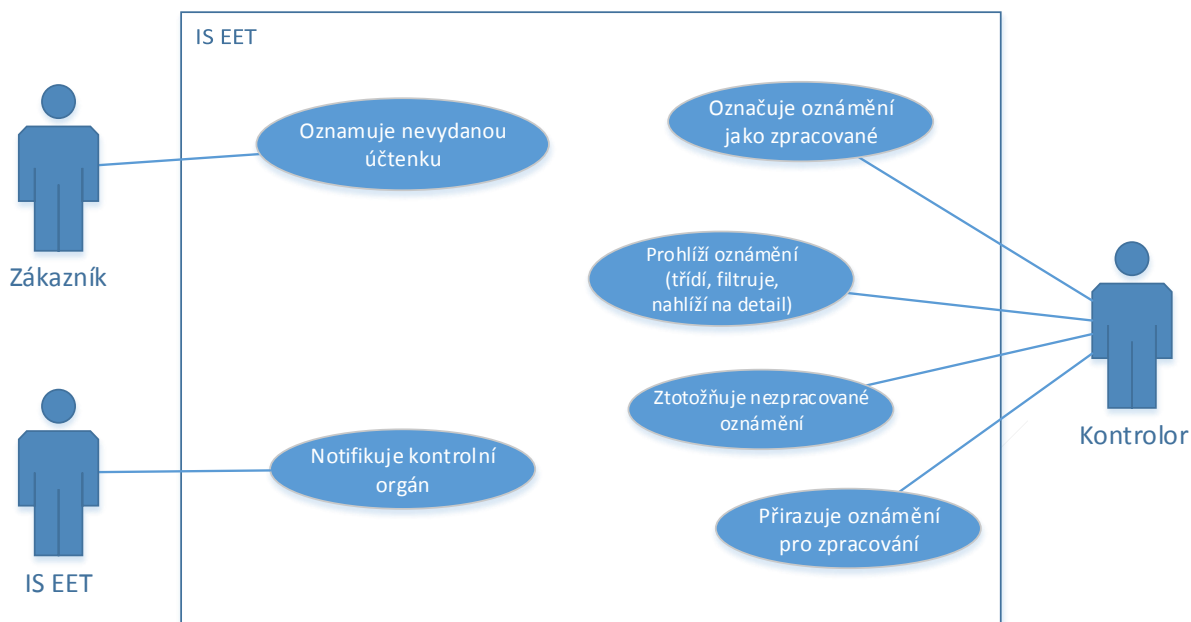 IS EET
Oznamuje nevydanou
účtenku
Označuje oznámění
jako zpracované
Zákazník
Prohlíží oznámění
(třídí, filtruje,
nahlíží na detail)
Ztotožňuje nezpracované
oznámění
Kontrolor
Notifikuje kontrolní
orgán
Přirazuje oznámění
pro zpracování
IS EET